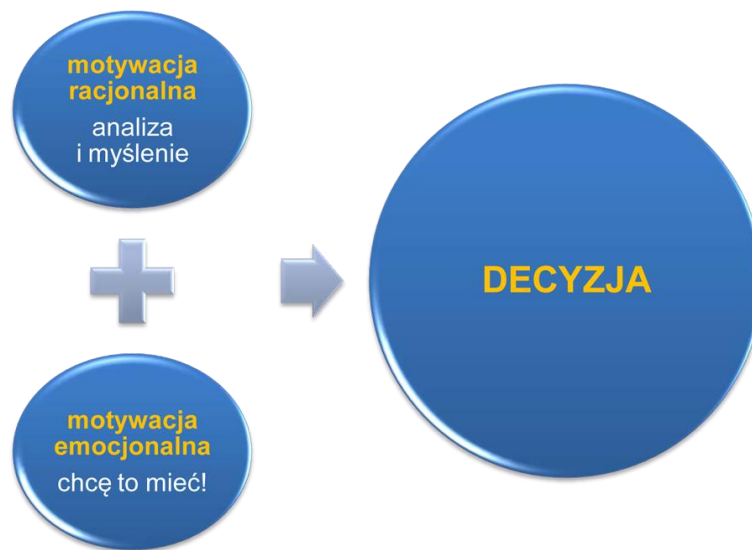 motywacja
racjonalna
analiza
i myślenie
motywacja
emocjonalna
chcę to mieć!
DECYZJA